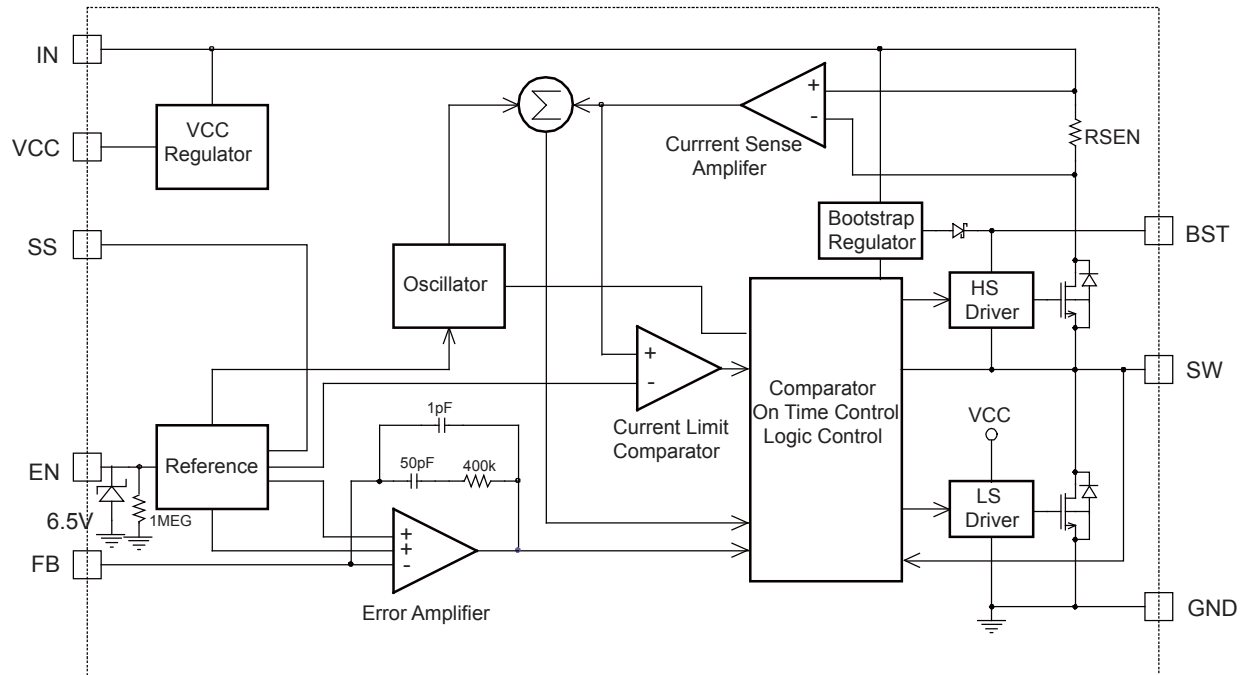 IN
VCC
VCC
Regulator
SS
Oscillator
Σ
+
-
Currrent Sense
Amplifer
RSEN
Bootstrap
Regulator
BST
HS
Driver
SW
+
-
Current Limit
Comparator
Comparator
On Time Control
Logic Control
VCC
LS
Driver
GND
EN
Reference
6.5V
1MEG
FB
1pF
50pF
400k
+
+
-
Error Amplifier